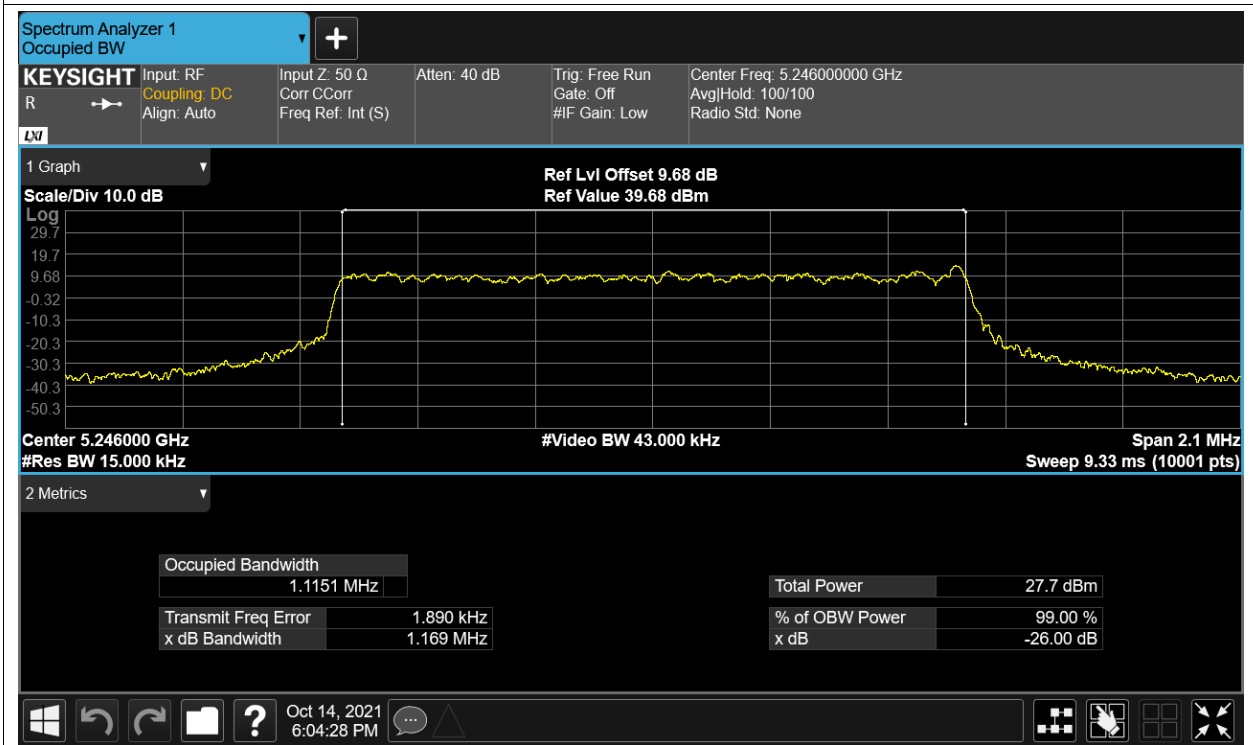 Spectrum Analyzer 1
Occupied BW
KEYSIGHT
R
LXI
Input: RF
Coupling: DC
Align: Auto
Input Z: 50 Ω
Corr CCorr
Freq Ref: Int (S)
Atten: 40 dB
Trig: Free Run
Gate: Off
#IF Gain: Low
Center Freq: 5.246000000 GHz
Avg|Hold: 100/100
Radio Std: None
1 Graph
Scale/Div 10.0 dB
Ref Lvl Offset 9.68 dB
Ref Value 39.68 dBm
Log
29.7
19.7
9.68
-0.32
-10.3
-20.3
-30.3
-40.3
-50.3
Center 5.246000 GHz
#Video BW 43.000 kHz
Span 2.1 MHz
#Res BW 15.000 kHz
Sweep 9.33 ms (10001 pts)
2 Metrics
Occupied Bandwidth
1.1151 MHz
Transmit Freq Error 1.890 kHz
x dB Bandwidth 1.169 MHz
Total Power 27.7 dBm
% of OBW Power 99.00 %
x dB -26.00 dB
?
Oct 14, 2021
6:04:28 PM